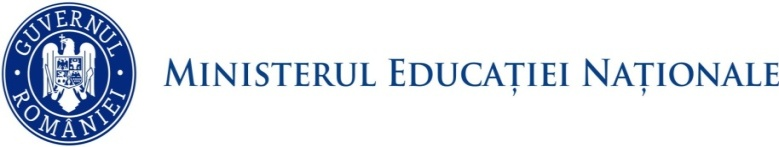 GUVERNUL ROMÂNIEI
MINISTERUL EDUCAȚIEI NAȚIONALE